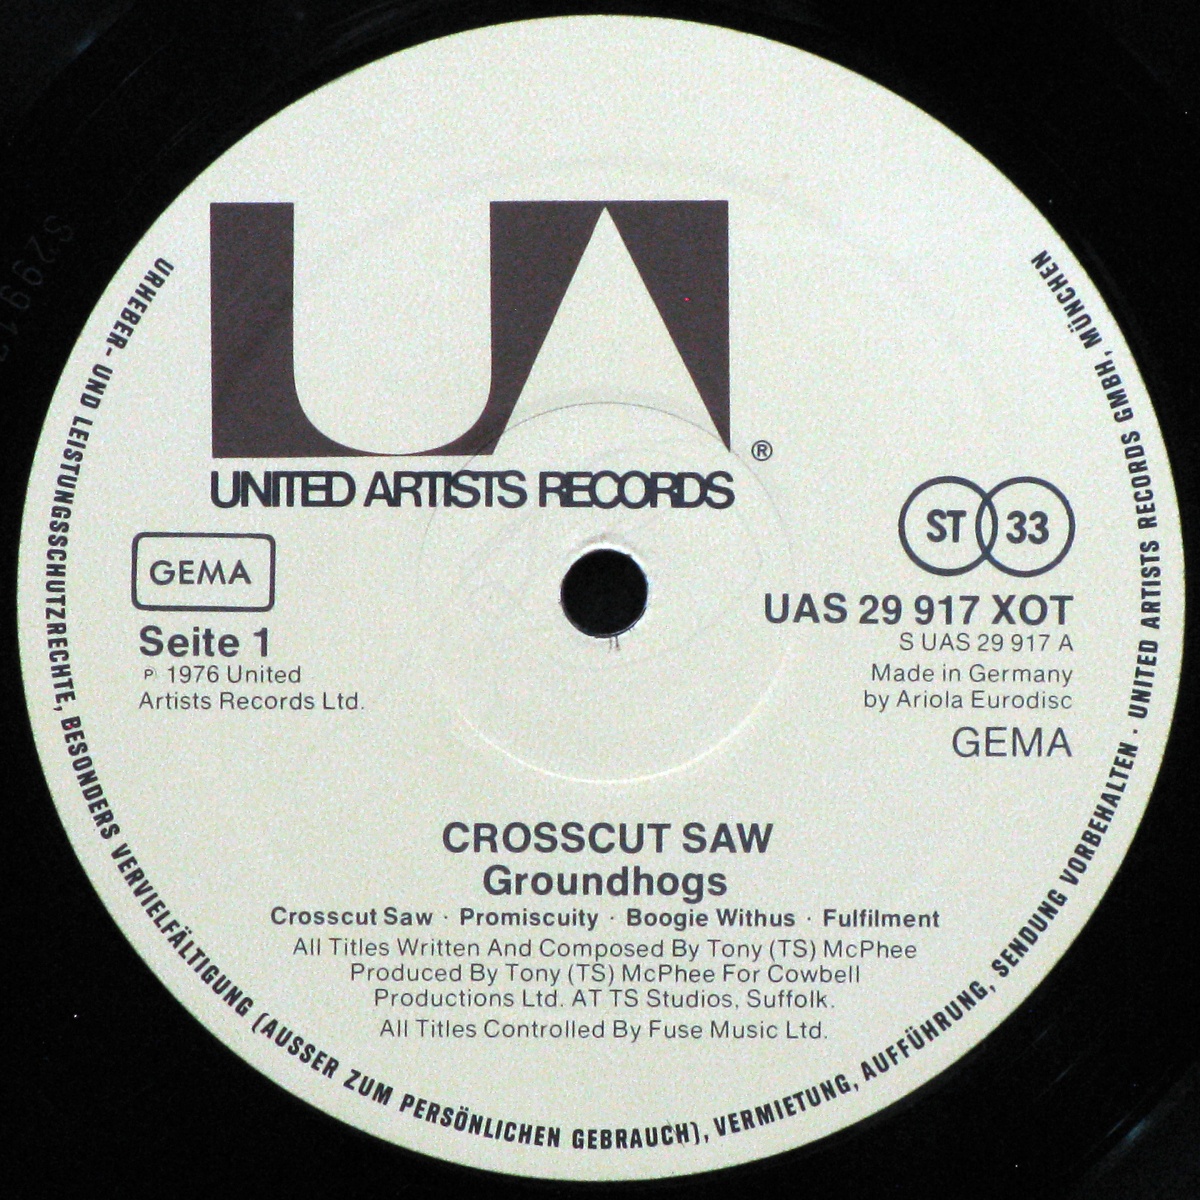 UA
®
UNITED ARTISTS RECORDS
GEMA
Seite 1
℗ 1976 United
Artists Records Ltd.
ST 33
UAS 29 917 XOT
S UAS 29 917 A
Made in Germany
by Ariola Eurodisc
GEMA
CROSSCUT SAW
Groundhogs
Crosscut Saw · Promiscuity · Boogie Withus · Fulfilment
All Titles Written And Composed By Tony (TS) McPhee
Produced By Tony (TS) McPhee For Cowbell
Productions Ltd. AT TS Studios, Suffolk.
All Titles Controlled By Fuse Music Ltd.
URHEBER- UND LEISTUNGSSCHUTZRECHTE, BESONDERS VERVIELFÄLTIGUNG (AUSSER ZUM PERSÖNLICHEN GEBRAUCH), VERMIETUNG, AUFFÜHRUNG, SENDUNG VORBEHALTEN · UNITED ARTISTS RECORDS GMBH, MÜNCHEN